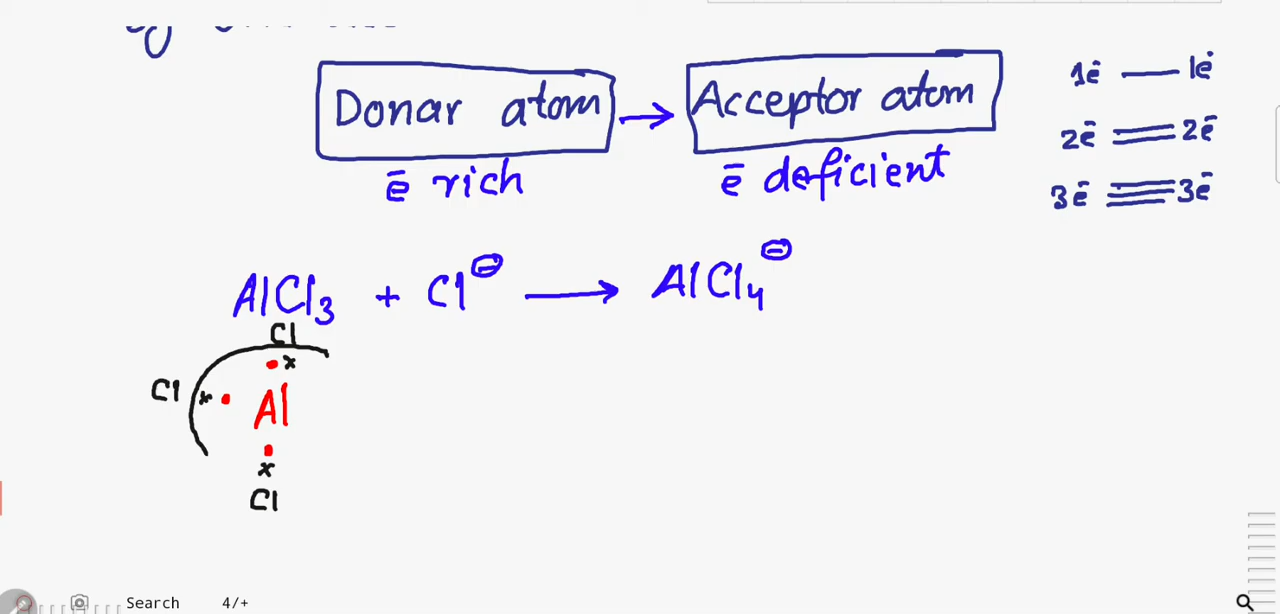 Donar atom → Acceptor atom
1ē — 1ē
2ē = 2ē
ē rich ē deficient
3ē ≡ 3ē
AlCl₃ + Cl⊖ ⟶ AlCl₄⊖
Cl
Cl x • • x Al
• x
Cl
Search 4/+